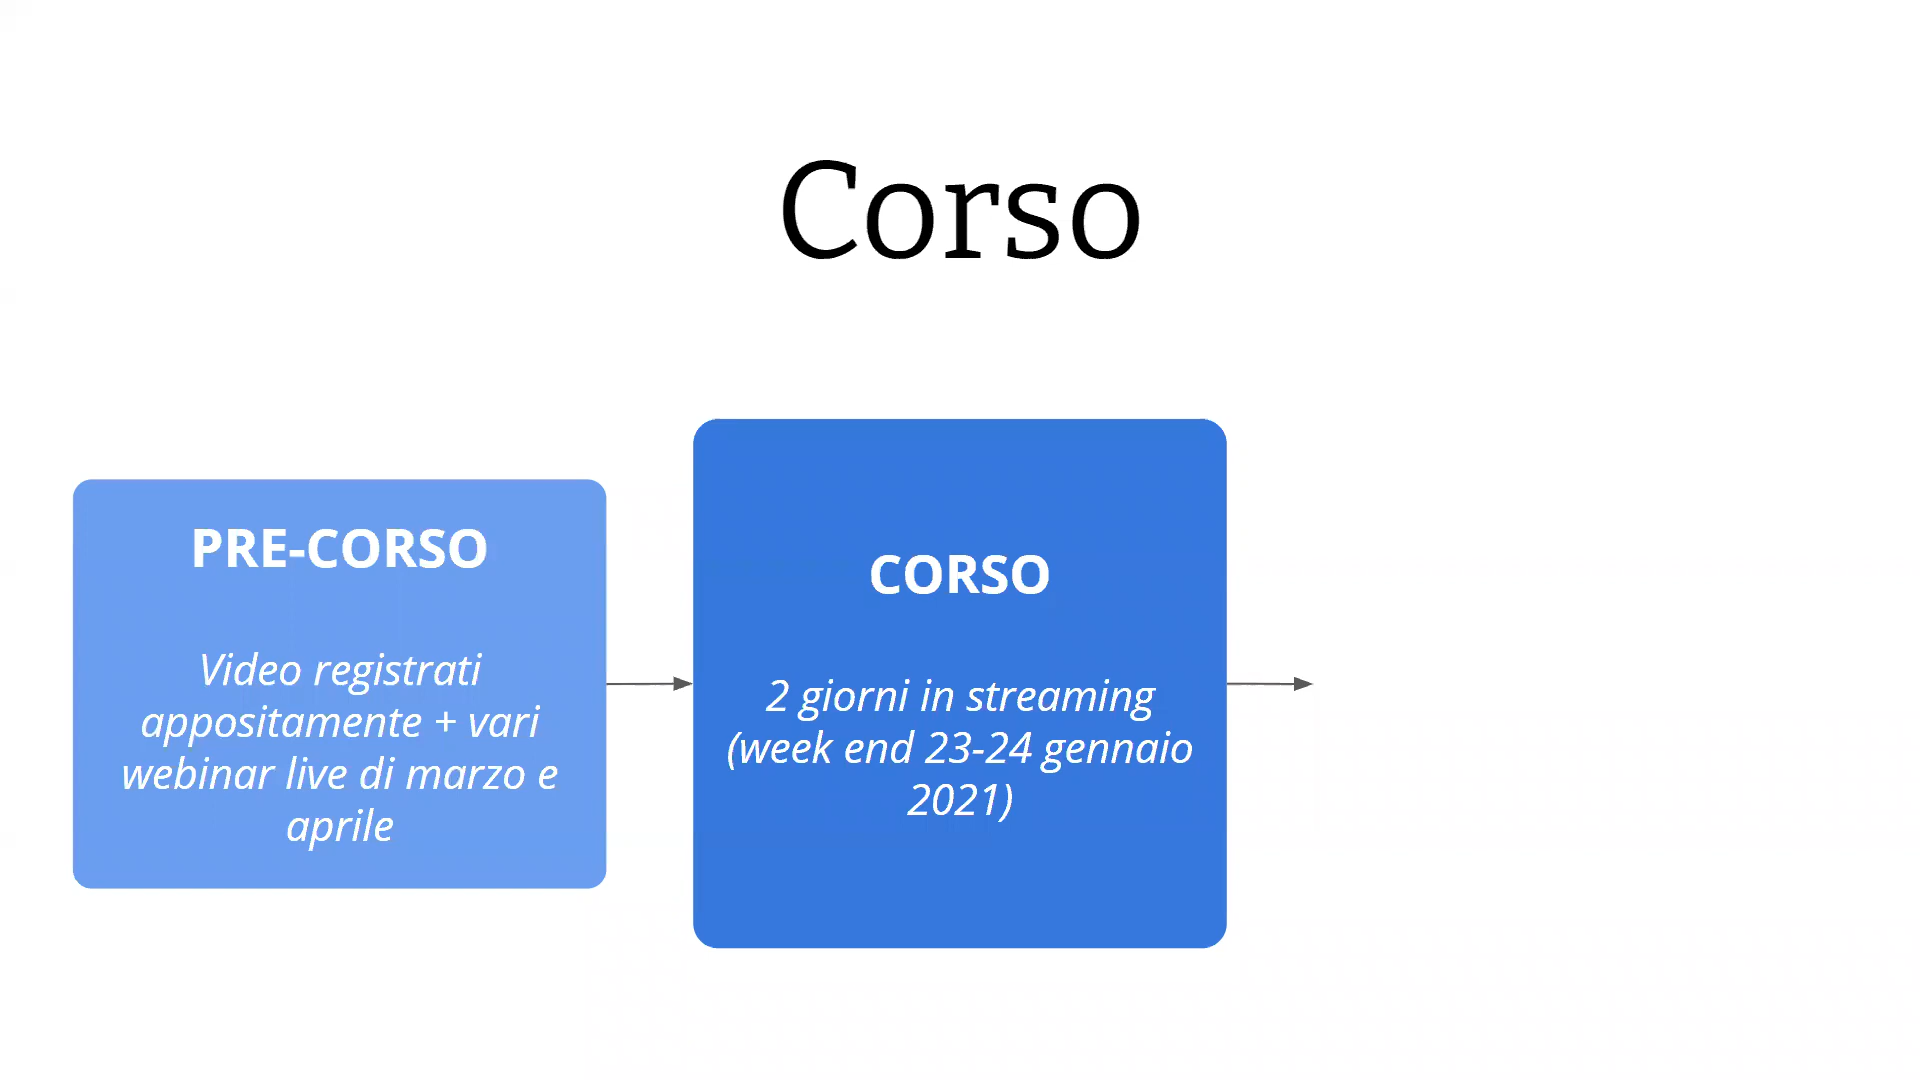 Corso
PRE-CORSO
Video registrati
appositamente + vari
webinar live di marzo e
aprile
CORSO
2 giorni in streaming
(week end 23-24 gennaio
2021)